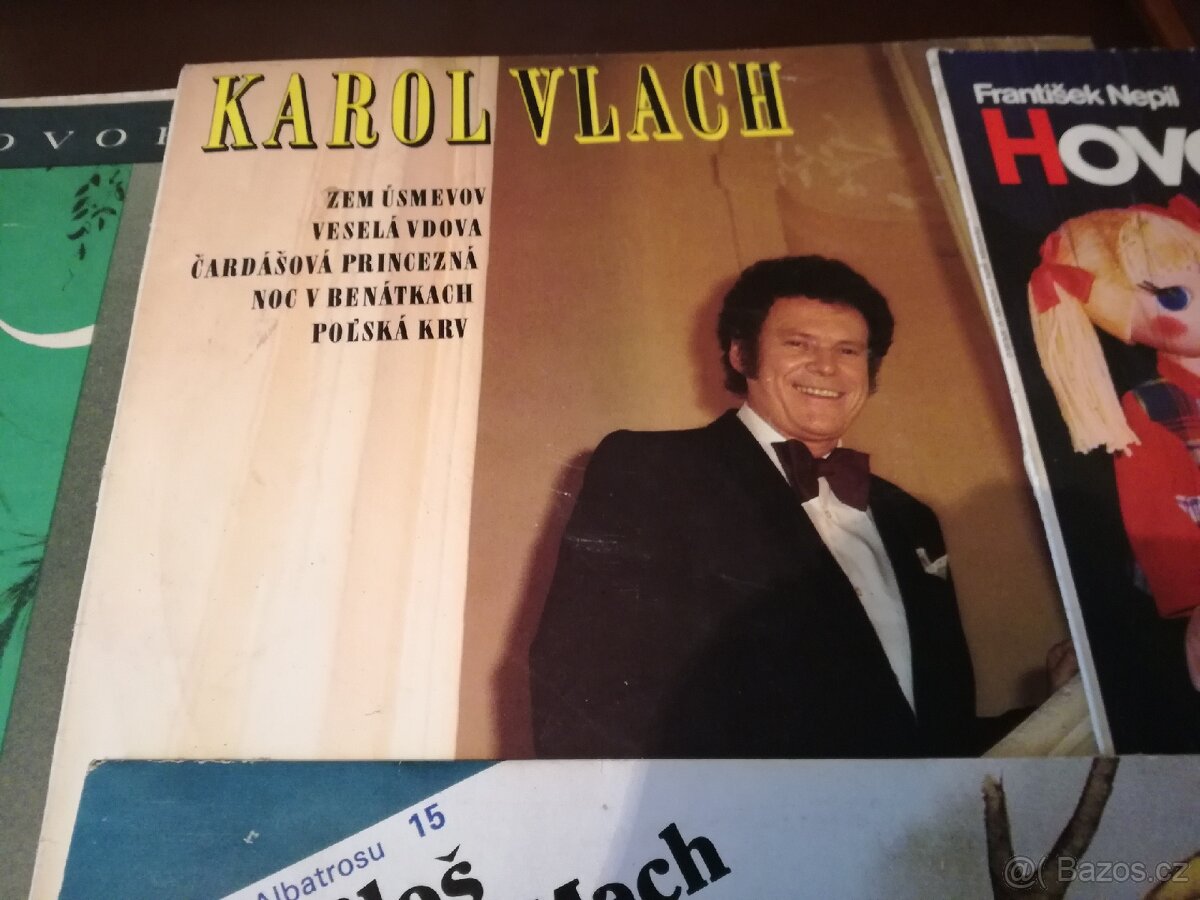 KAROL VLACH
ZEM ÚSMEVOV
VESELÁ VDOVA
ČARDÁŠOVÁ PRINCEZNÁ
NOC V BENÁTKACH
POĽSKÁ KRV
František Nepil
HOVO
OVOŘ
Albatrosu 15
loš
Mach
Bazos.cz